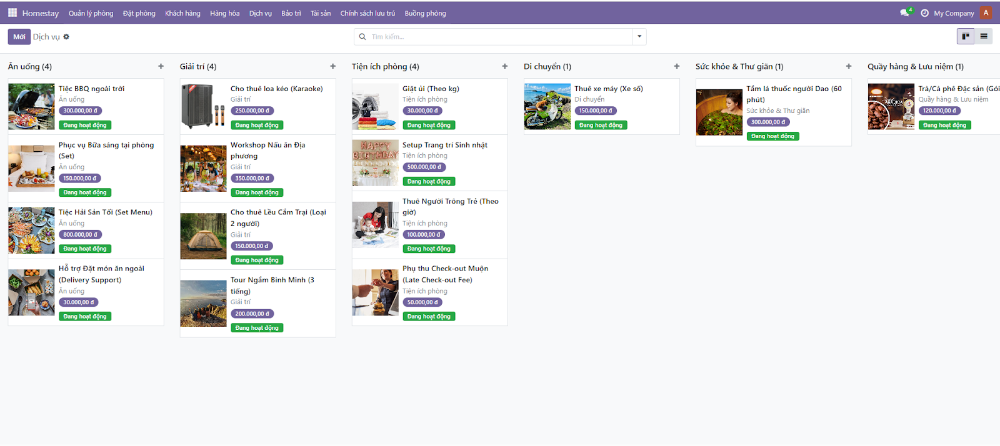 Homestay Quản lý phòng Đặt phòng Khách hàng Hàng hóa Dịch vụ Bảo trì Tài sản Chính sách lưu trú Buồng phòng 4 My Company A
Mới Dịch vụ Tìm kiếm...
Ăn uống (4)
Tiệc BBQ ngoài trời
Ăn uống
300.000,00 đ
Đang hoạt động
Phục vụ Bữa sáng tại phòng
(Set)
Ăn uống
150.000,00 đ
Đang hoạt động
Tiệc Hải Sản Tối (Set Menu)
Ăn uống
800.000,00 đ
Đang hoạt động
Hỗ trợ Đặt món ăn ngoài
(Delivery Support)
Ăn uống
30.000,00 đ
Đang hoạt động
Giải trí (4)
Cho thuê loa kéo (Karaoke)
Giải trí
250.000,00 đ
Đang hoạt động
Workshop Nấu ăn Địa
phương
Giải trí
350.000,00 đ
Đang hoạt động
Cho thuê Lều Cắm Trại (Loại
2 người)
Giải trí
150.000,00 đ
Đang hoạt động
Tour Ngắm Bình Minh (3
tiếng)
Giải trí
200.000,00 đ
Đang hoạt động
Tiện ích phòng (4)
Giặt ủi (Theo kg)
Tiện ích phòng
30.000,00 đ
Đang hoạt động
HAPPY
BIRTHDAY
Setup Trang trí Sinh nhật
Tiện ích phòng
500.000,00 đ
Đang hoạt động
Thuê Người Trông Trẻ (Theo
giờ)
Tiện ích phòng
100.000,00 đ
Đang hoạt động
Phụ thu Check-out Muộn
(Late Check-out Fee)
Tiện ích phòng
50.000,00 đ
Đang hoạt động
Di chuyển (1)
Thuê xe máy (Xe số)
Di chuyển
150.000,00 đ
Đang hoạt động
Sức khỏe & Thư giãn (1)
Tắm lá thuốc người Dao (60
phút)
Sức khỏe & Thư giãn
300.000,00 đ
Đang hoạt động
Quầy hàng & Lưu niệm (1)
ARABICA
Trà/Cà phê Đặc sản (Gói
Quầy hàng & Lưu niệm
120.000,00 đ
Đang hoạt động